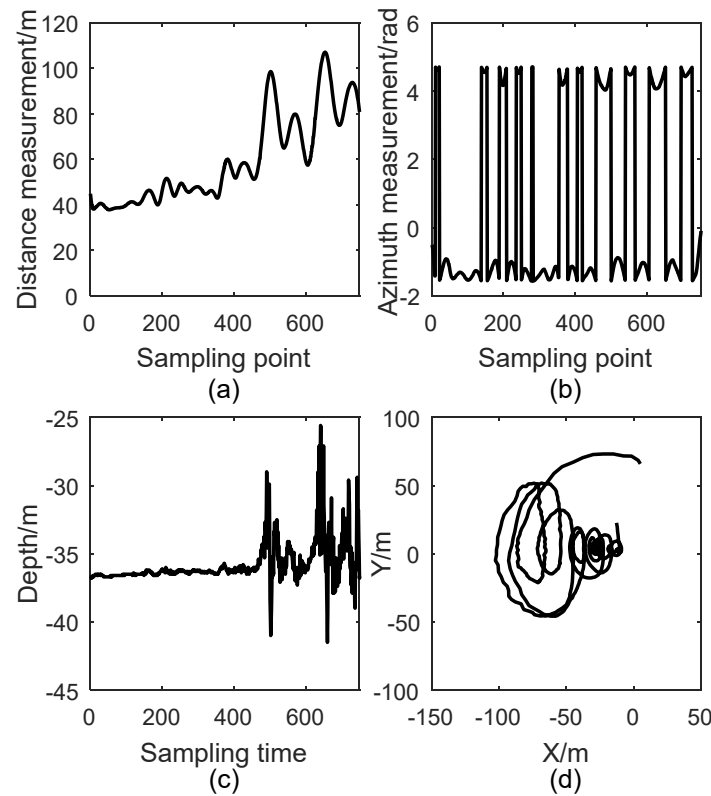 Distance measurement/m
120
100
80
60
40
20
0
0 200 400 600
Sampling point
(a)
Azimuth measurement/rad
6
4
2
0
-2
0 200 400 600
Sampling point
(b)
Depth/m
-25
-30
-35
-40
-45
0 200 400 600
Sampling time
(c)
Y/m
100
50
0
-50
-100
-150 -100 -50 0 50
X/m
(d)